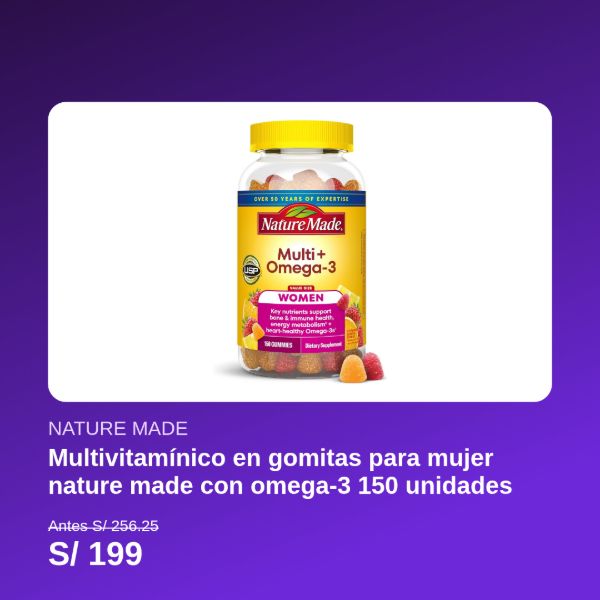 OVER 50 YEARS OF EXPERTISE
Nature Made
Multi+
Omega-3
USP
VALUE SIZE
WOMEN
Key nutrients support
bone & immune health,
energy metabolism* +
heart-healthy Omega-3s*
150 GUMMIES Dietary Supplement
NATURE MADE
Multivitamínico en gomitas para mujer
nature made con omega-3 150 unidades
Antes S/ 256.25
S/ 199